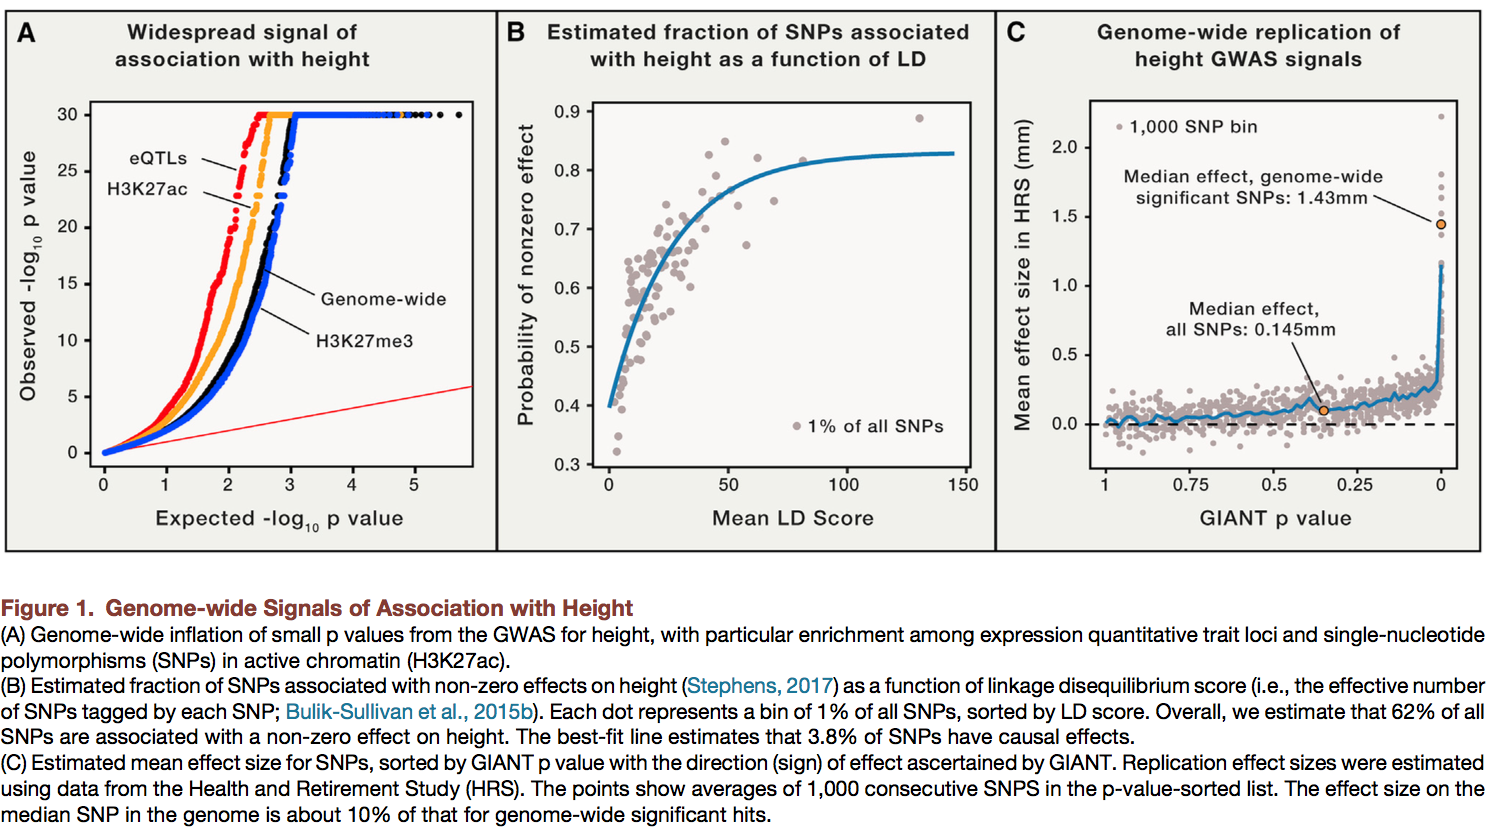 A
Widespread signal of
association with height
30
25
20
15
10
5
0
0 1 2 3 4 5
Observed -log10 p value
Expected -log10 p value
eQTLs
H3K27ac
Genome-wide
H3K27me3
B
Estimated fraction of SNPs associated
with height as a function of LD
0.9
0.8
0.7
0.6
0.5
0.4
0.3
0 50 100 150
Probability of nonzero effect
Mean LD Score
1% of all SNPs
C
Genome-wide replication of
height GWAS signals
2.0
1.5
1.0
0.5
0.0
1 0.75 0.5 0.25 0
Mean effect size in HRS (mm)
GIANT p value
1,000 SNP bin
Median effect, genome-wide
significant SNPs: 1.43mm
Median effect,
all SNPs: 0.145mm
Figure 1. Genome-wide Signals of Association with Height
(A) Genome-wide inflation of small p values from the GWAS for height, with particular enrichment among expression quantitative trait loci and single-nucleotide
polymorphisms (SNPs) in active chromatin (H3K27ac).
(B) Estimated fraction of SNPs associated with non-zero effects on height (Stephens, 2017) as a function of linkage disequilibrium score (i.e., the effective number
of SNPs tagged by each SNP; Bulik-Sullivan et al., 2015b). Each dot represents a bin of 1% of all SNPs, sorted by LD score. Overall, we estimate that 62% of all
SNPs are associated with a non-zero effect on height. The best-fit line estimates that 3.8% of SNPs have causal effects.
(C) Estimated mean effect size for SNPs, sorted by GIANT p value with the direction (sign) of effect ascertained by GIANT. Replication effect sizes were estimated
using data from the Health and Retirement Study (HRS). The points show averages of 1,000 consecutive SNPS in the p-value-sorted list. The effect size on the
median SNP in the genome is about 10% of that for genome-wide significant hits.